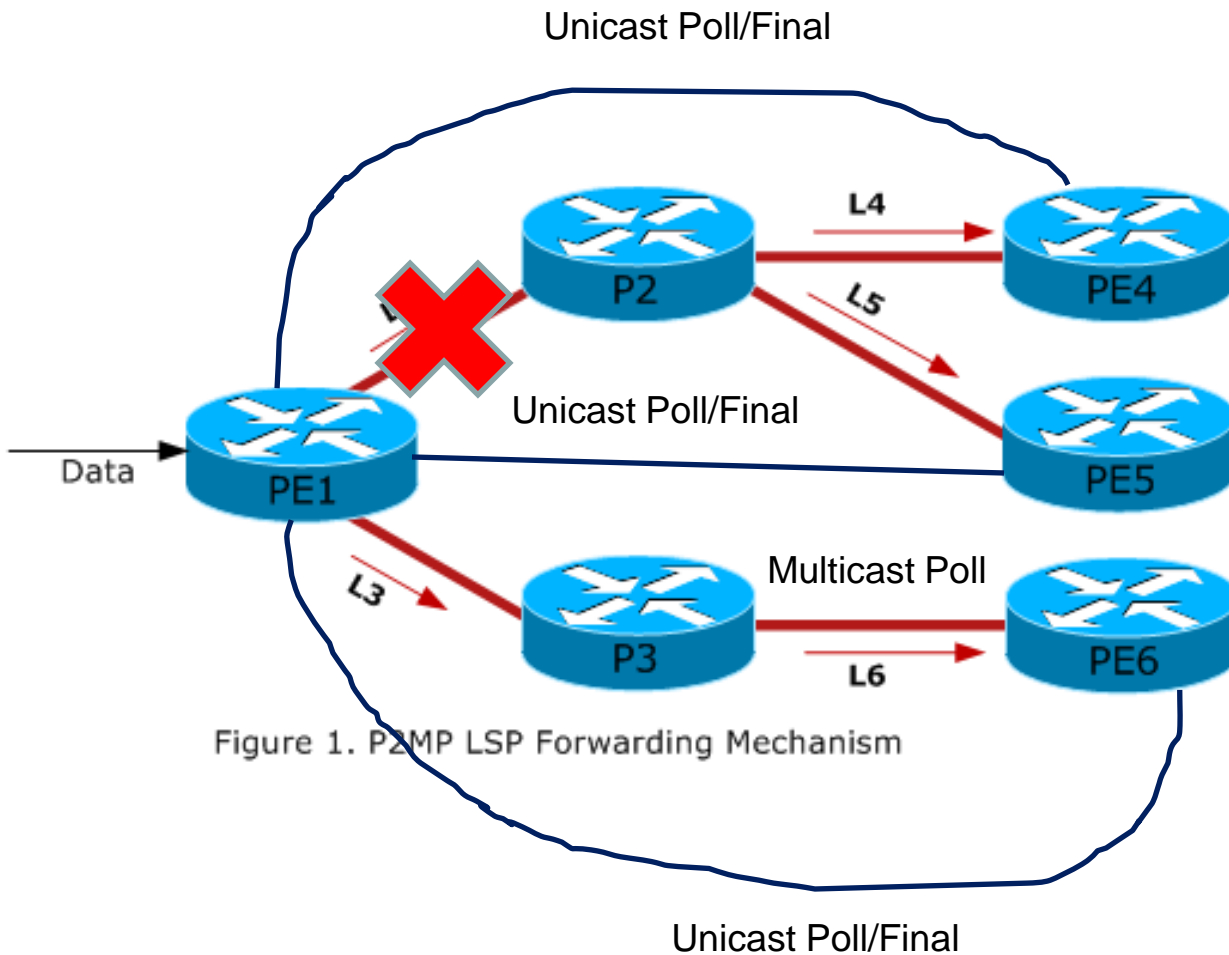 Unicast Poll/Final
L4
P2
PE4
L5
Unicast Poll/Final
Data
PE1
PE5
Multicast Poll
L3
P3
PE6
L6
Figure 1. P2MP LSP Forwarding Mechanism
Unicast Poll/Final